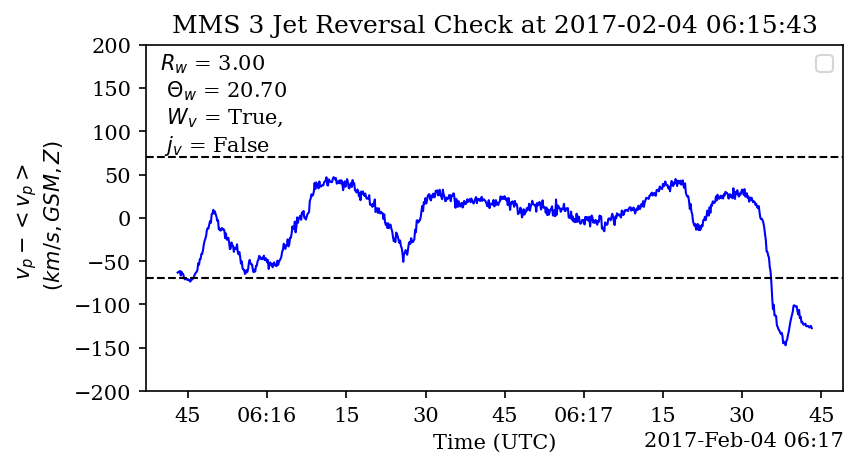 MMS 3 Jet Reversal Check at 2017-02-04 06:15:43
R_w = 3.00
Θ_w = 20.70
W_v = True,
j_v = False
v_p − < v_p >
(km/s, GSM, Z)
200
150
100
50
0
−50
−100
−150
−200
45 06:16 15 30 45 06:17 15 30 45
Time (UTC)
2017-Feb-04 06:17